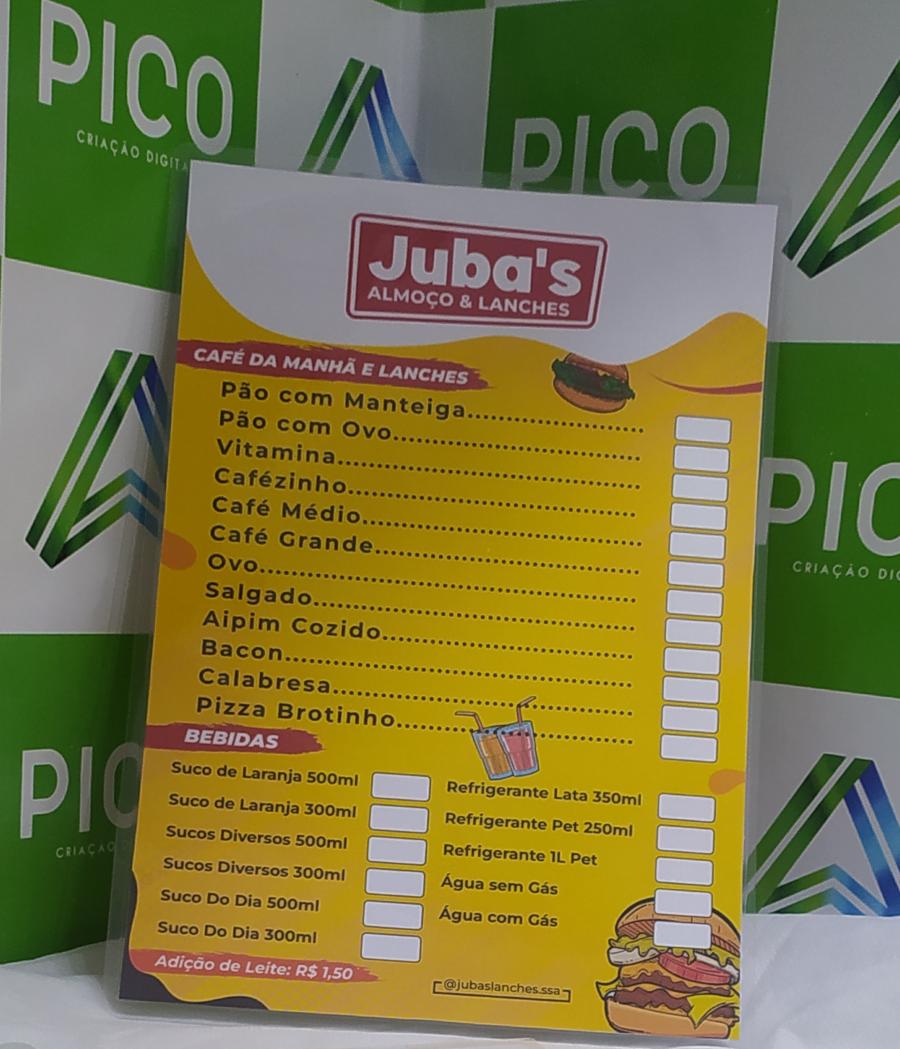 PICO
CRIAÇÃO DIGITA
PICO
Juba's
ALMOÇO & LANCHES
CAFÉ DA MANHÃ E LANCHES
Pão com Manteiga
Pão com Ovo
Vitamina
Cafézinho
Café Médio
Café Grande
Ovo
Salgado
Aipim Cozido
Bacon
Calabresa
Pizza Brotinho
BEBIDAS
Suco de Laranja 500ml
Suco de Laranja 300ml
Sucos Diversos 500ml
Sucos Diversos 300ml
Suco Do Dia 500ml
Suco Do Dia 300ml
Refrigerante Lata 350ml
Refrigerante Pet 250ml
Refrigerante 1L Pet
Água sem Gás
Água com Gás
Adição de Leite: R$ 1,50
@jubaslanches.ssa
PIC
CRIAÇÃO DIG
PIC
CRIAÇÃO